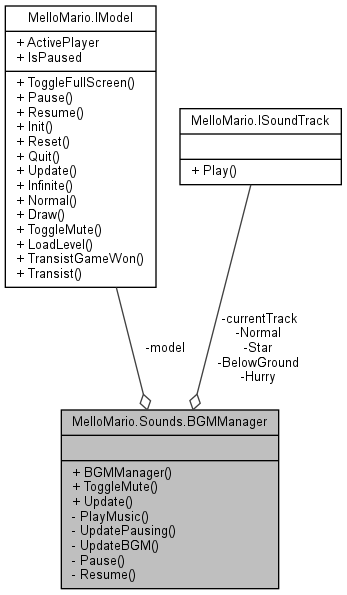 MelloMario.IModel
+ ActivePlayer
+ IsPaused
+ ToggleFullScreen()
+ Pause()
+ Resume()
+ Init()
+ Reset()
+ Quit()
+ Update()
+ Infinite()
+ Normal()
+ Draw()
+ ToggleMute()
+ LoadLevel()
+ TransistGameWon()
+ Transist()
MelloMario.ISoundTrack
+ Play()
-model
-currentTrack
-Normal
-Star
-BelowGround
-Hurry
MelloMario.Sounds.BGMManager
+ BGMManager()
+ ToggleMute()
+ Update()
- PlayMusic()
- UpdatePausing()
- UpdateBGM()
- Pause()
- Resume()